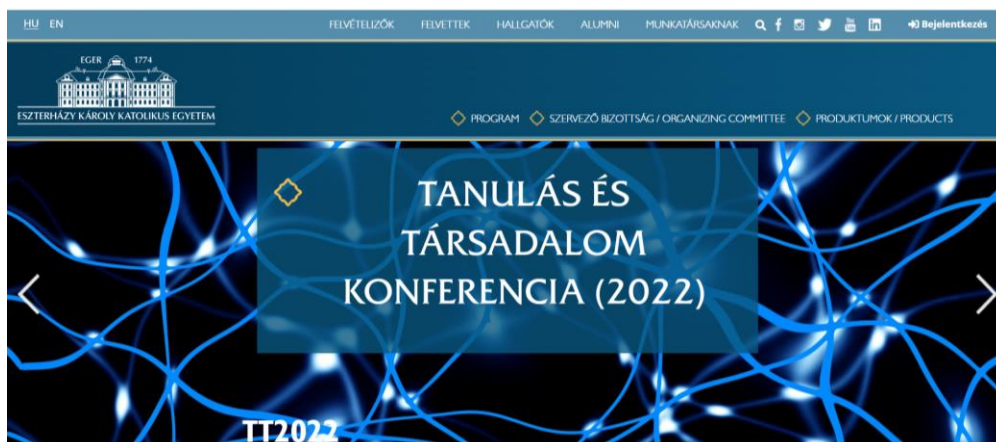 HU EN FELVÉTELIZŐK FELVETTEK HALLGATÓK ALUMNI MUNKATÁRSAKNAK Bejelentkezés
EGER 1774
ESZTERHÁZY KÁROLY KATOLIKUS EGYETEM
PROGRAM SZERVEZŐ BIZOTTSÁG / ORGANIZING COMMITTEE PRODUKTUMOK / PRODUCTS
TANULÁS ÉS
TÁRSADALOM
KONFERENCIA (2022)
TT2022